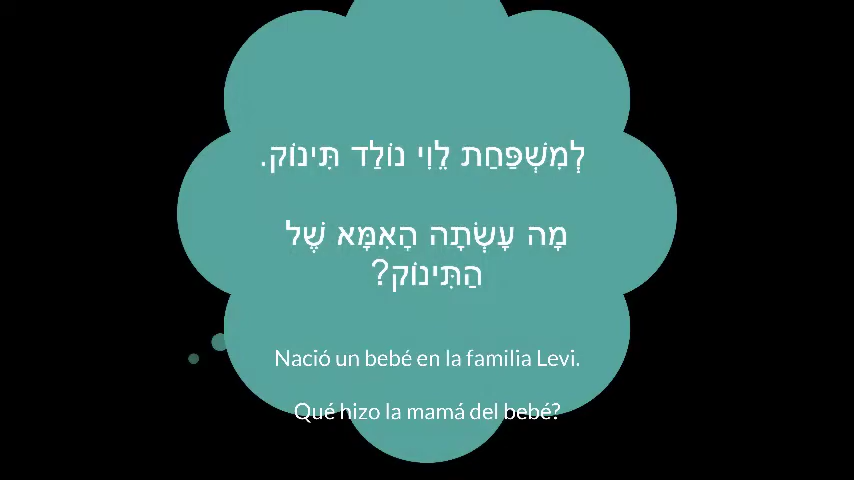 לְמִשְׁפַּחַת לֵוִי נוֹלַד תִּינוֹק.
מָה עָשְׂתָה הָאִמָּא שֶׁל
הַתִּינוֹק?
Nació un bebé en la familia Levi.
Qué hizo la mamá del bebé?